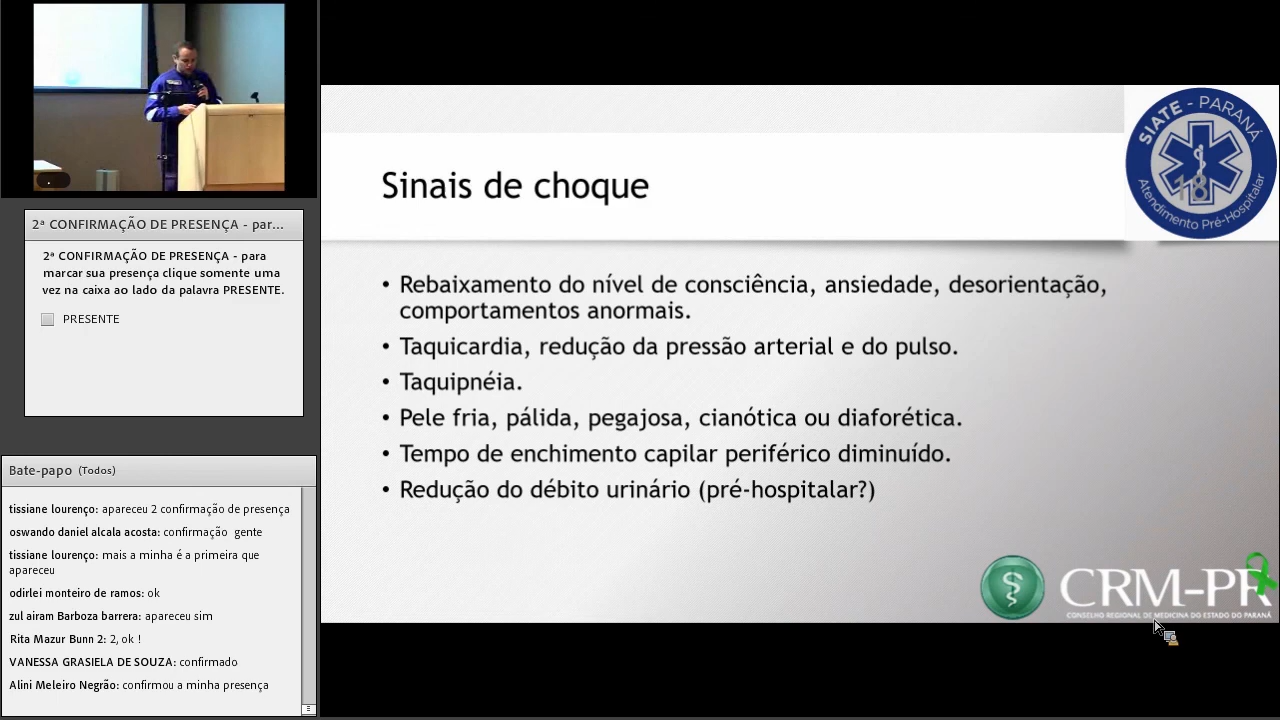 2ª CONFIRMAÇÃO DE PRESENÇA - par...
2ª CONFIRMAÇÃO DE PRESENÇA - para
marcar sua presença clique somente uma
vez na caixa ao lado da palavra PRESENTE.
PRESENTE
Bate-papo (Todos)
tissiane lourenço: apareceu 2 confirmação de presença
oswando daniel alcala acosta: confirmação gente
tissiane lourenço: mais a minha é a primeira que
apareceu
odirlei monteiro de ramos: ok
zul airam Barboza barrera: apareceu sim
Rita Mazur Bunn 2: 2, ok !
VANESSA GRASIELA DE SOUZA: confirmado
Alini Meleiro Negrão: confirmou a minha presença
SIATE - PARANÁ
18
Atendimento Pré-Hospitalar
Sinais de choque
• Rebaixamento do nível de consciência, ansiedade, desorientação,
comportamentos anormais.
• Taquicardia, redução da pressão arterial e do pulso.
• Taquipnéia.
• Pele fria, pálida, pegajosa, cianótica ou diaforética.
• Tempo de enchimento capilar periférico diminuído.
• Redução do débito urinário (pré-hospitalar?)
CRM-PR
CONSELHO REGIONAL DE MEDICINA DO ESTADO DO PARANÁ